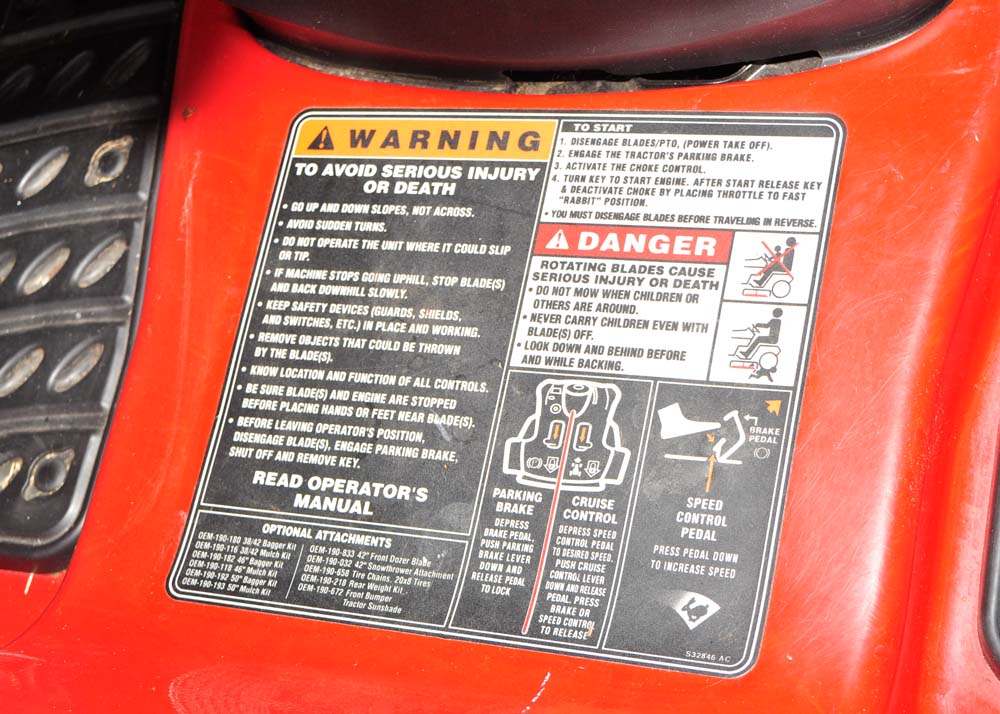 WARNING
TO AVOID SERIOUS INJURY
OR DEATH
• GO UP AND DOWN SLOPES, NOT ACROSS.
• AVOID SUDDEN TURNS.
• DO NOT OPERATE THE UNIT WHERE IT COULD SLIP
OR TIP.
• IF MACHINE STOPS GOING UPHILL, STOP BLADE(S)
AND BACK DOWNHILL SLOWLY.
• KEEP SAFETY DEVICES (GUARDS, SHIELDS,
AND SWITCHES, ETC.) IN PLACE AND WORKING.
• REMOVE OBJECTS THAT COULD BE THROWN
BY THE BLADE(S).
• KNOW LOCATION AND FUNCTION OF ALL CONTROLS.
• BE SURE BLADE(S) AND ENGINE ARE STOPPED
BEFORE PLACING HANDS OR FEET NEAR BLADE(S).
• BEFORE LEAVING OPERATOR'S POSITION,
DISENGAGE BLADE(S), ENGAGE PARKING BRAKE,
SHUT OFF AND REMOVE KEY.
READ OPERATOR'S
MANUAL
OPTIONAL ATTACHMENTS
OEM-190-180 38/42 Bagger Kit
OEM-190-116 38/42 Mulch Kit
OEM-190-182 46" Bagger Kit
OEM-190-118 46" Mulch Kit
OEM-190-192 50" Bagger Kit
OEM-190-193 50" Mulch Kit
OEM-190-833 42" Front Dozer Blade
OEM-190-032 42" Snowthrower Attachment
OEM-190-658 Tire Chains, 20x8 Tires
OEM-190-218 Rear Weight Kit
OEM-190-672 Front Bumper
Tractor Sunshade
TO START
1. DISENGAGE BLADES/PTO, (POWER TAKE OFF).
2. ENGAGE THE TRACTOR'S PARKING BRAKE.
3. ACTIVATE THE CHOKE CONTROL.
4. TURN KEY TO START ENGINE. AFTER START RELEASE KEY
& DEACTIVATE CHOKE BY PLACING THROTTLE TO FAST
"RABBIT" POSITION.
• YOU MUST DISENGAGE BLADES BEFORE TRAVELING IN REVERSE.
DANGER
ROTATING BLADES CAUSE
SERIOUS INJURY OR DEATH
• DO NOT MOW WHEN CHILDREN OR
OTHERS ARE AROUND.
• NEVER CARRY CHILDREN EVEN WITH
BLADE(S) OFF.
• LOOK DOWN AND BEHIND BEFORE
AND WHILE BACKING.
PARKING
BRAKE
DEPRESS
BRAKE PEDAL
PUSH PARKING
BRAKE LEVER
DOWN AND
RELEASE PEDAL
TO LOCK
CRUISE
CONTROL
DEPRESS SPEED
CONTROL PEDAL
TO DESIRED SPEED.
PUSH CRUISE
CONTROL LEVER
DOWN AND RELEASE
PEDAL. PRESS
BRAKE OR
SPEED CONTROL
TO RELEASE
BRAKE
PEDAL
SPEED
CONTROL
PEDAL
PRESS PEDAL DOWN
TO INCREASE SPEED
S32846 AC